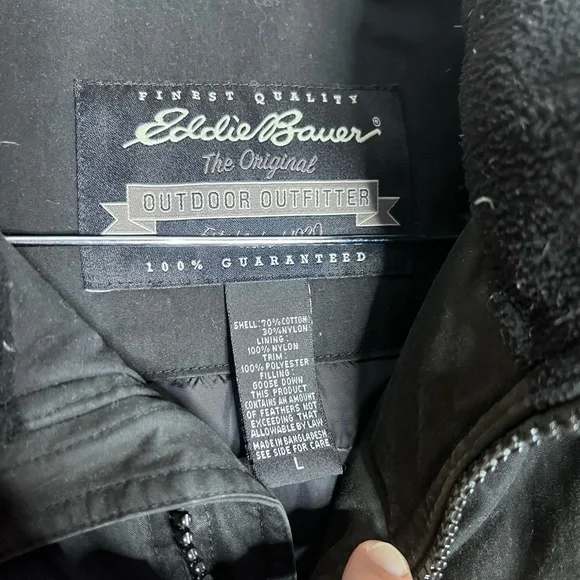 FINEST QUALITY
Eddie Bauer®
The Original
OUTDOOR OUTFITTER
1920
100% GUARANTEED
SHELL: 70% COTTON
30% NYLON
LINING:
100% NYLON
TRIM:
100% POLYESTER
FILLING:
GOOSE DOWN
THIS PRODUCT
CONTAINS AN AMOUNT
OF FEATHERS NOT
EXCEEDING THAT
ALLOWABLE BY LAW
MADE IN BANGLADESH
SEE SIDE FOR CARE
L